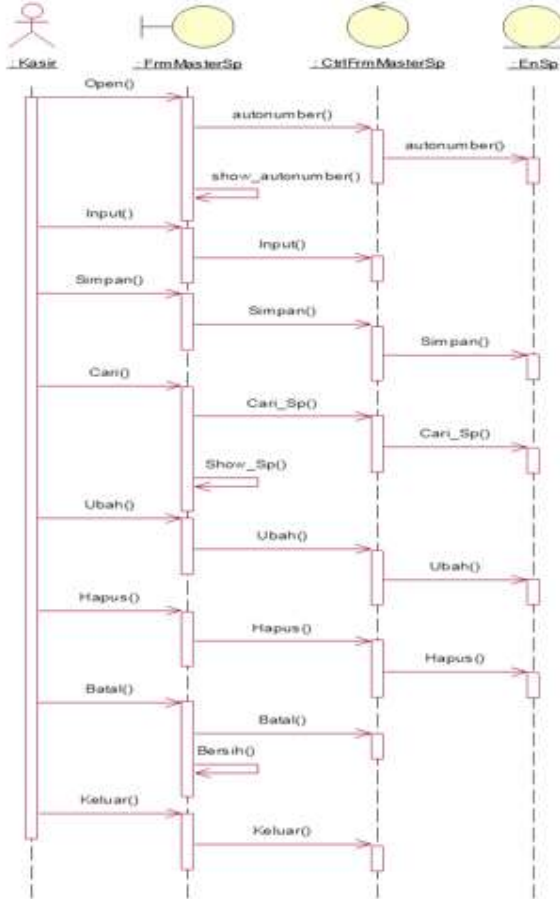 : Kasir
: FrmMasterSp
: CtrlFrmMasterSp
: EnSp
Open()
autonumber()
autonumber()
show_autonumber()
Input()
Input()
Simpan()
Simpan()
Simpan()
Cari()
Cari_Sp()
Cari_Sp()
Show_Sp()
Ubah()
Ubah()
Ubah()
Hapus()
Hapus()
Hapus()
Batal()
Batal()
Bersih()
Keluar()
Keluar()